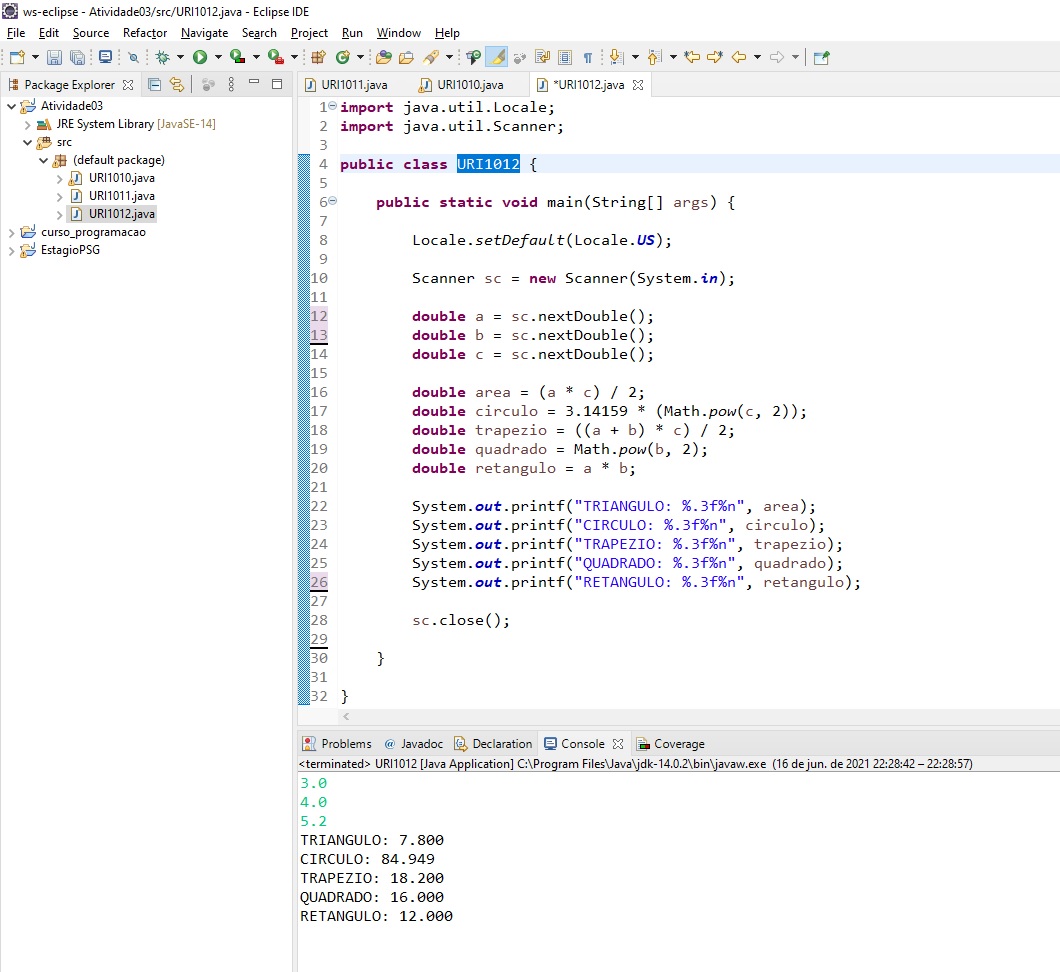 ws-eclipse - Atividade03/src/URI1012.java - Eclipse IDE
File Edit Source Refactor Navigate Search Project Run Window Help
Package Explorer
Atividade03
JRE System Library [JavaSE-14]
src
(default package)
URI1010.java
URI1011.java
URI1012.java
curso_programacao
EstagioPSG
URI1011.java URI1010.java *URI1012.java
1 import java.util.Locale;
2 import java.util.Scanner;
3
4 public class URI1012 {
5
6 public static void main(String[] args) {
7
8 Locale.setDefault(Locale.US);
9
10 Scanner sc = new Scanner(System.in);
11
12 double a = sc.nextDouble();
13 double b = sc.nextDouble();
14 double c = sc.nextDouble();
15
16 double area = (a * c) / 2;
17 double circulo = 3.14159 * (Math.pow(c, 2));
18 double trapezio = ((a + b) * c) / 2;
19 double quadrado = Math.pow(b, 2);
20 double retangulo = a * b;
21
22 System.out.printf("TRIANGULO: %.3f%n", area);
23 System.out.printf("CIRCULO: %.3f%n", circulo);
24 System.out.printf("TRAPEZIO: %.3f%n", trapezio);
25 System.out.printf("QUADRADO: %.3f%n", quadrado);
26 System.out.printf("RETANGULO: %.3f%n", retangulo);
27
28 sc.close();
29
30 }
31
32 }
Problems Javadoc Declaration Console Coverage
<terminated> URI1012 [Java Application] C:\Program Files\Java\jdk-14.0.2\bin\javaw.exe (16 de jun. de 2021 22:28:42 – 22:28:57)
3.0
4.0
5.2
TRIANGULO: 7.800
CIRCULO: 84.949
TRAPEZIO: 18.200
QUADRADO: 16.000
RETANGULO: 12.000